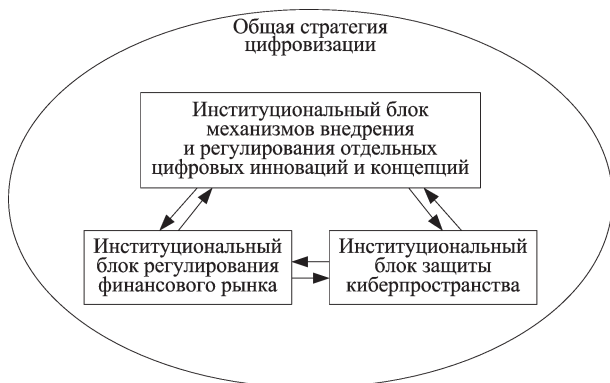 Общая стратегия
цифровизации
Институциональный блок
механизмов внедрения
и регулирования отдельных
цифровых инноваций и концепций
Институциональный
блок регулирования
финансового рынка
Институциональный
блок защиты
киберпространства